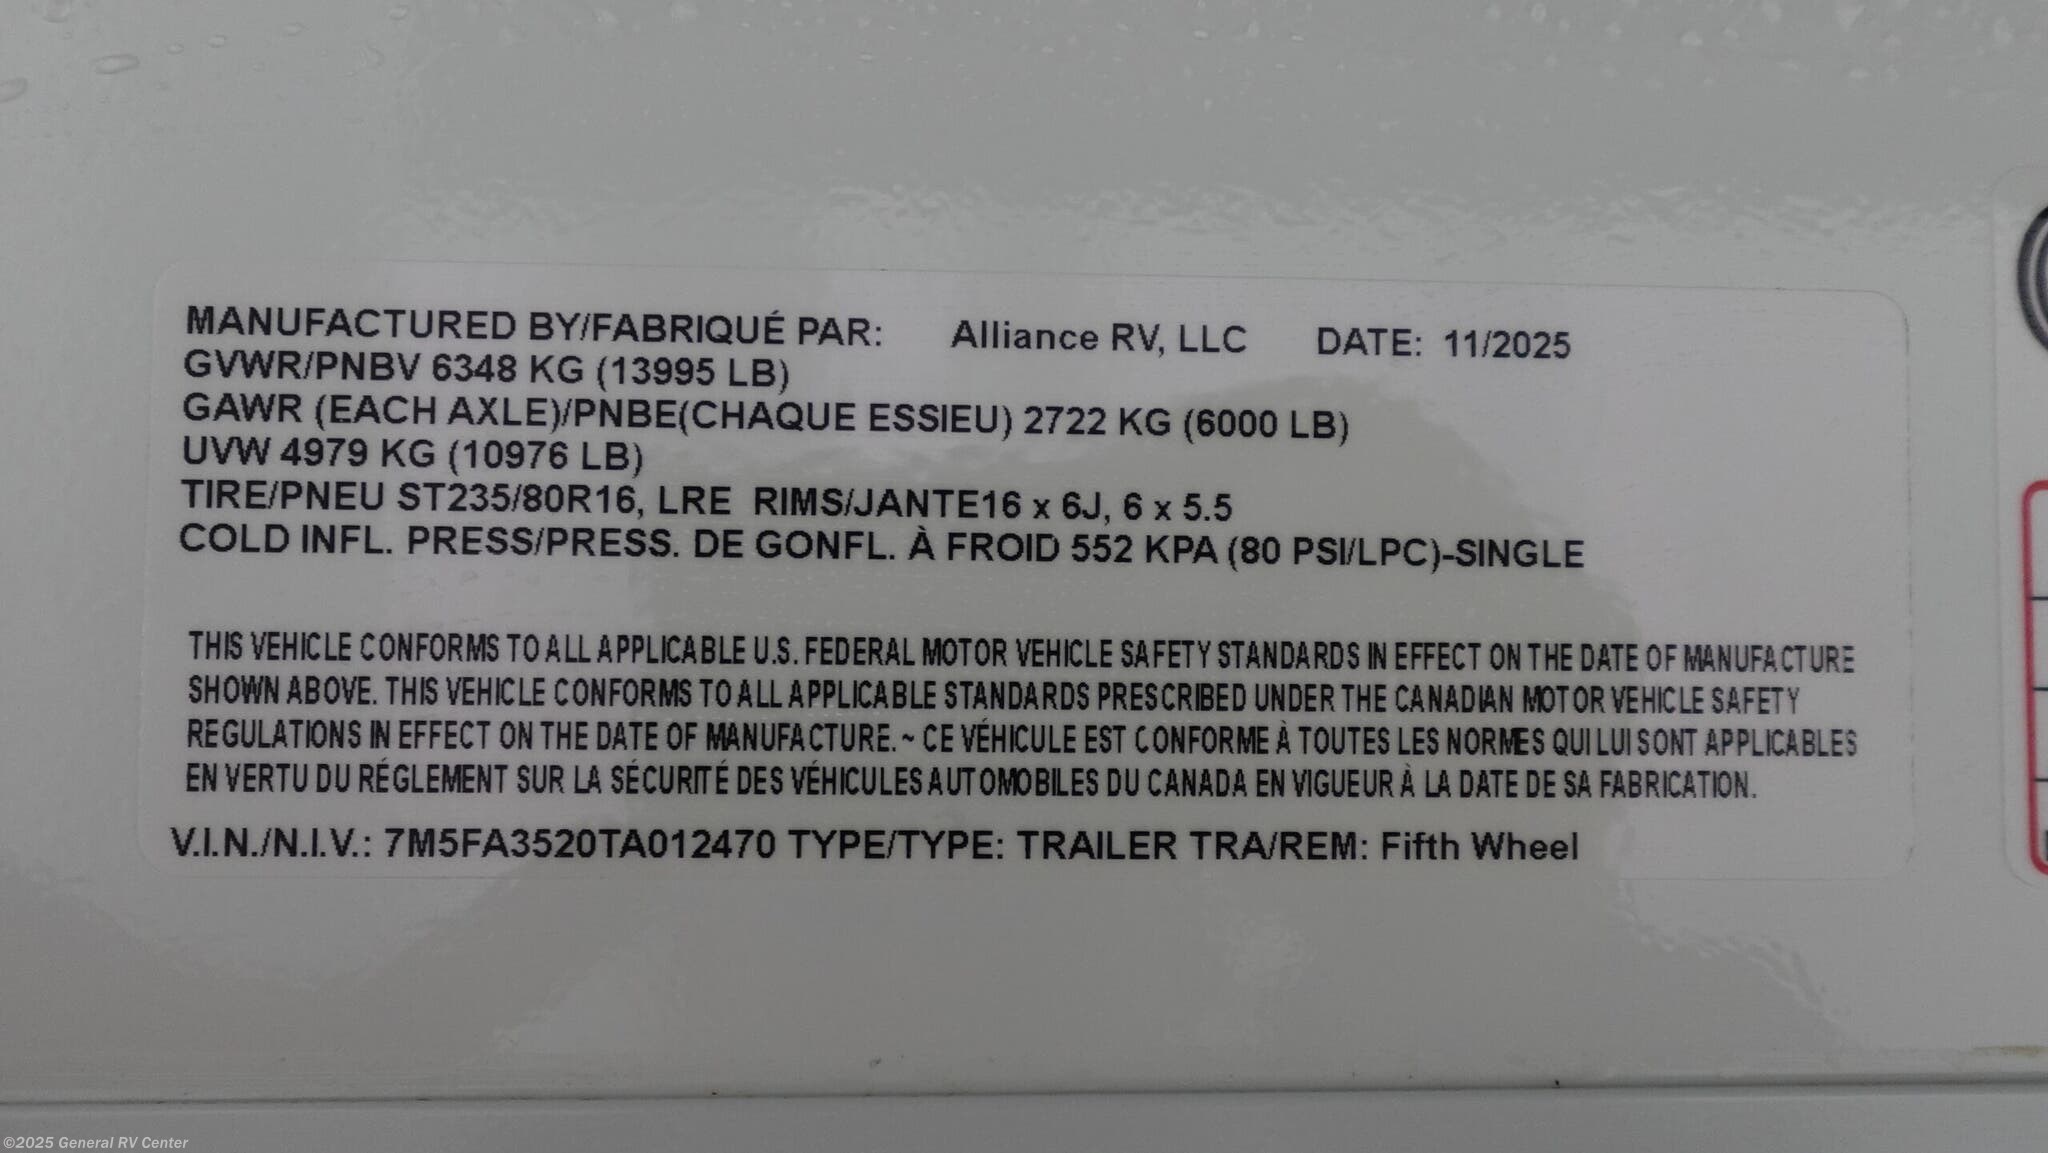 MANUFACTURED BY/FABRIQUÉ PAR: Alliance RV, LLC DATE: 11/2025
GVWR/PNBV 6348 KG (13995 LB)
GAWR (EACH AXLE)/PNBE(CHAQUE ESSIEU) 2722 KG (6000 LB)
UVW 4979 KG (10976 LB)
TIRE/PNEU ST235/80R16, LRE RIMS/JANTE16 x 6J, 6 x 5.5
COLD INFL. PRESS/PRESS. DE GONFL. À FROID 552 KPA (80 PSI/LPC)-SINGLE
THIS VEHICLE CONFORMS TO ALL APPLICABLE U.S. FEDERAL MOTOR VEHICLE SAFETY STANDARDS IN EFFECT ON THE DATE OF MANUFACTURE
SHOWN ABOVE. THIS VEHICLE CONFORMS TO ALL APPLICABLE STANDARDS PRESCRIBED UNDER THE CANADIAN MOTOR VEHICLE SAFETY
REGULATIONS IN EFFECT ON THE DATE OF MANUFACTURE. ~ CE VÉHICULE EST CONFORME À TOUTES LES NORMES QUI LUI SONT APPLICABLES
EN VERTU DU RÉGLEMENT SUR LA SÉCURITÉ DES VÉHICULES AUTOMOBILES DU CANADA EN VIGUEUR À LA DATE DE SA FABRICATION.
V.I.N./N.I.V.: 7M5FA3520TA012470 TYPE/TYPE: TRAILER TRA/REM: Fifth Wheel
©2025 General RV Center